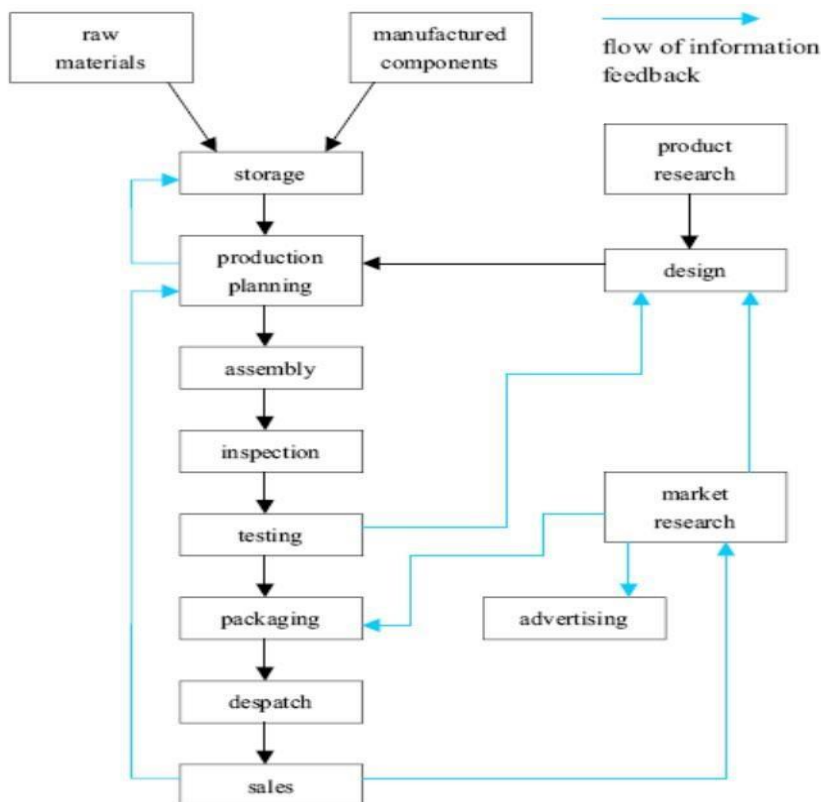 raw
materials
manufactured
components
flow of information
feedback
storage
product
research
production
planning
design
assembly
inspection
market
research
testing
packaging
advertising
despatch
sales